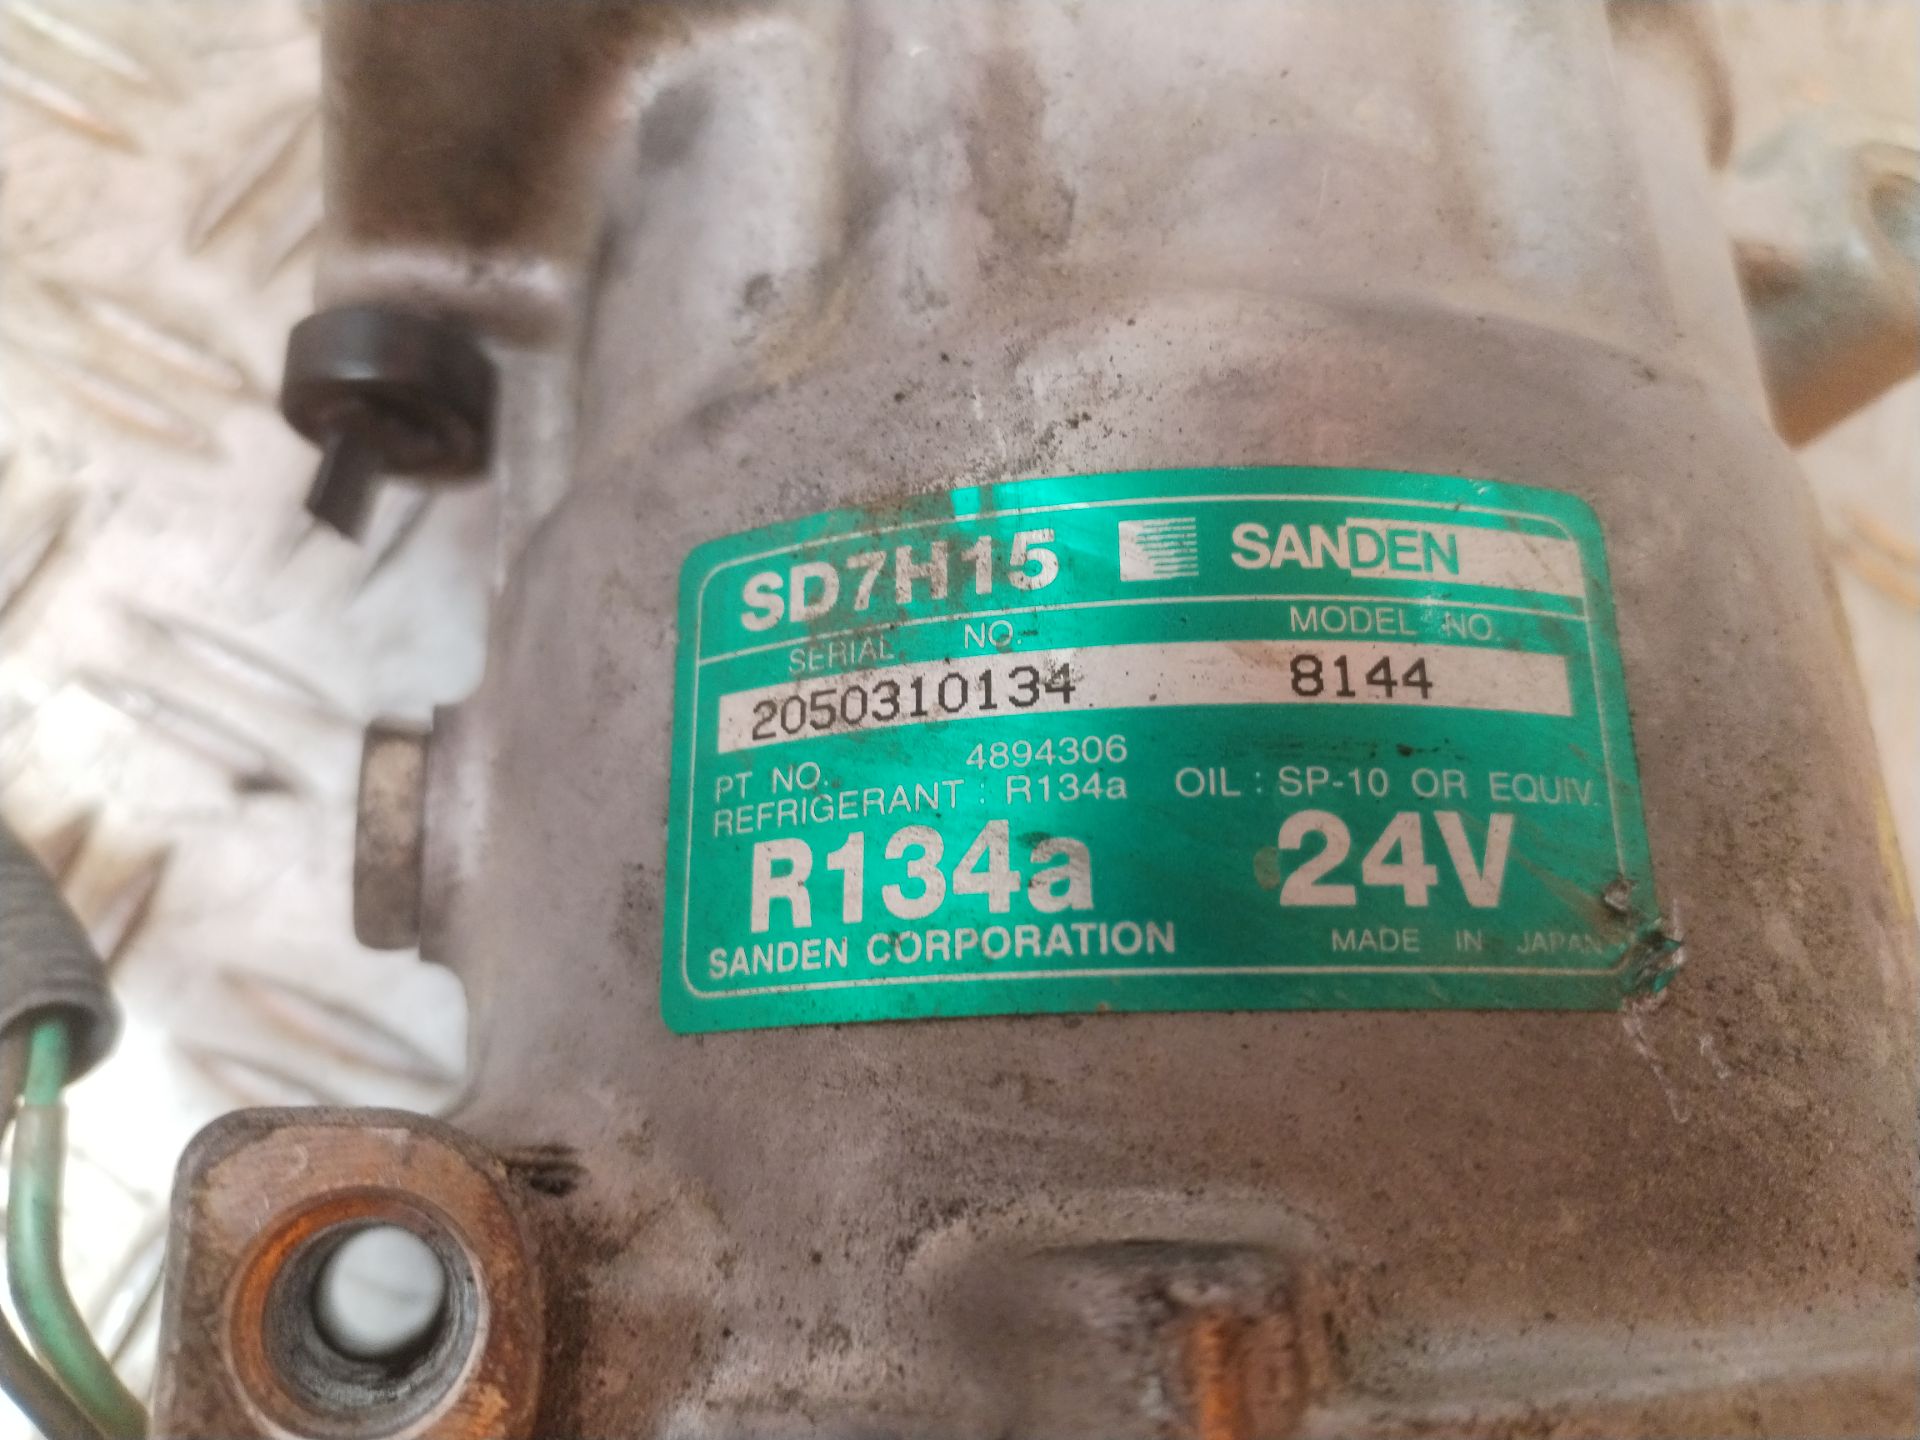 SD7H15 SANDEN
SERIAL NO. MODEL NO.
2050310134 8144
PT NO. 4894306
REFRIGERANT : R134a OIL : SP-10 OR EQUIV.
R134a 24V
SANDEN CORPORATION MADE IN JAPAN